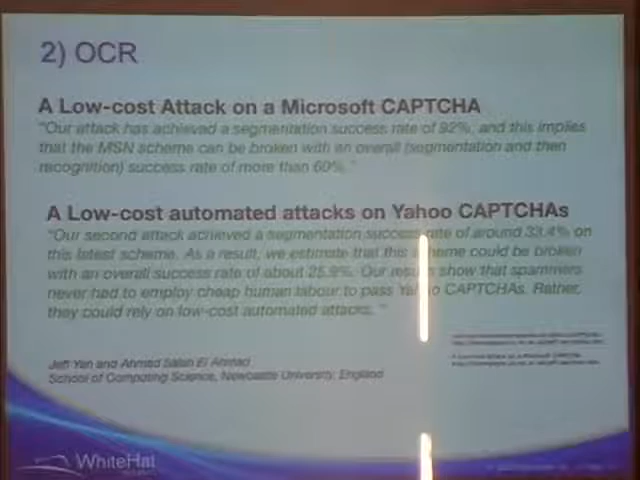 2) OCR
A Low-cost Attack on a Microsoft CAPTCHA
"Our attack has achieved a segmentation success rate of 92%, and this implies
that the MSN scheme can be broken with an overall (segmentation and then
recognition) success rate of more than 60%."
A Low-cost automated attacks on Yahoo CAPTCHAs
"Our second attack achieved a segmentation success rate of around 33.4% on
this latest scheme. As a result, we estimate that this scheme could be broken
with an overall success rate of about 25.9%. Our results show that spammers
never had to employ cheap human labour to pass Yahoo CAPTCHAs. Rather,
they could rely on low-cost automated attacks."
Jeff Yan and Ahmed Salah El Ahmad
School of Computing Science, Newcastle University, England
WhiteHat